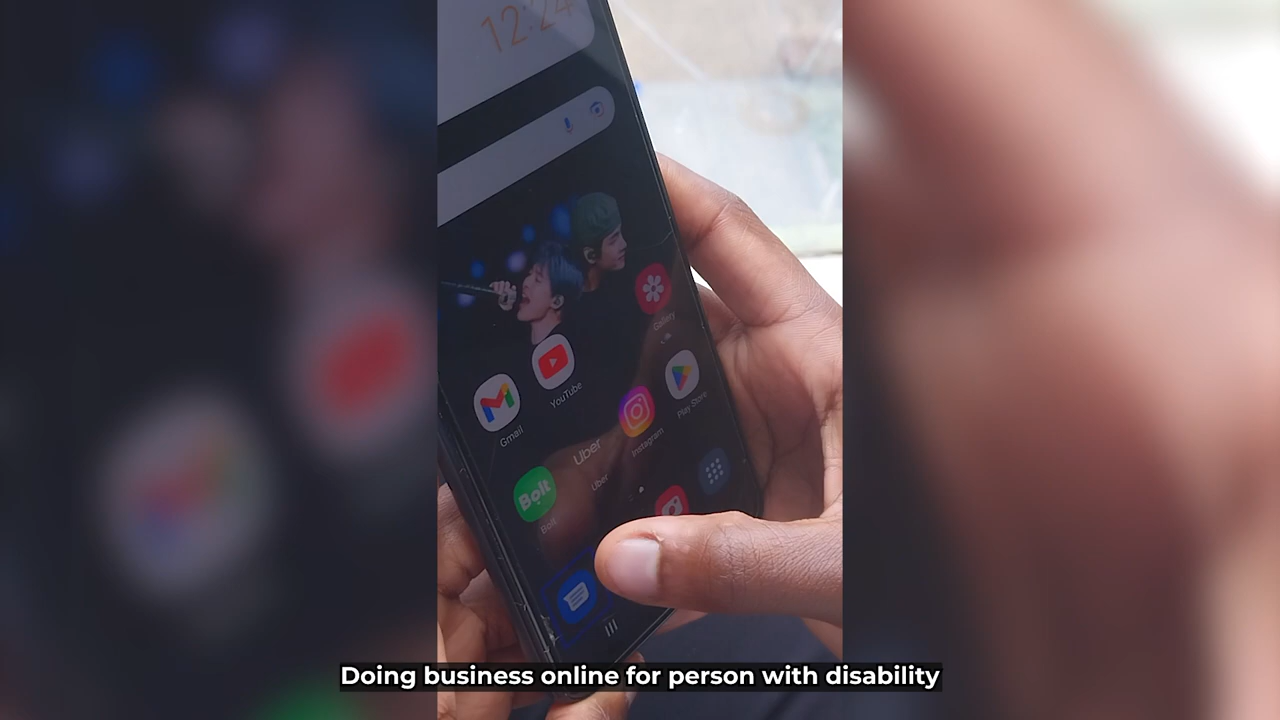 12:24
Gallery
YouTube
Gmail
Play Store
Instagram
Uber
Uber
Bolt
Bolt
Doing business online for person with disability